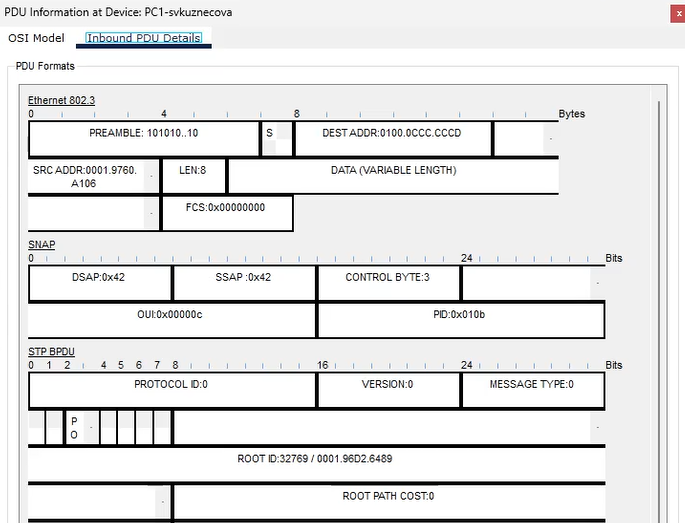 PDU Information at Device: PC1-svkuznecova
x
OSI Model Inbound PDU Details
PDU Formats
Ethernet 802.3
0 4 8 Bytes
PREAMBLE: 101010..10 S DEST ADDR:0100.0CCC.CCCD
SRC ADDR:0001.9760.
A106
LEN:8 DATA (VARIABLE LENGTH)
FCS:0x00000000
SNAP
0 24 Bits
DSAP:0x42 SSAP :0x42 CONTROL BYTE:3
OUI:0x00000c PID:0x010b
STP BPDU
0 1 2 4 5 6 7 8 16 24 Bits
PROTOCOL ID:0 VERSION:0 MESSAGE TYPE:0
P
O
ROOT ID:32769 / 0001.96D2.6489
ROOT PATH COST:0